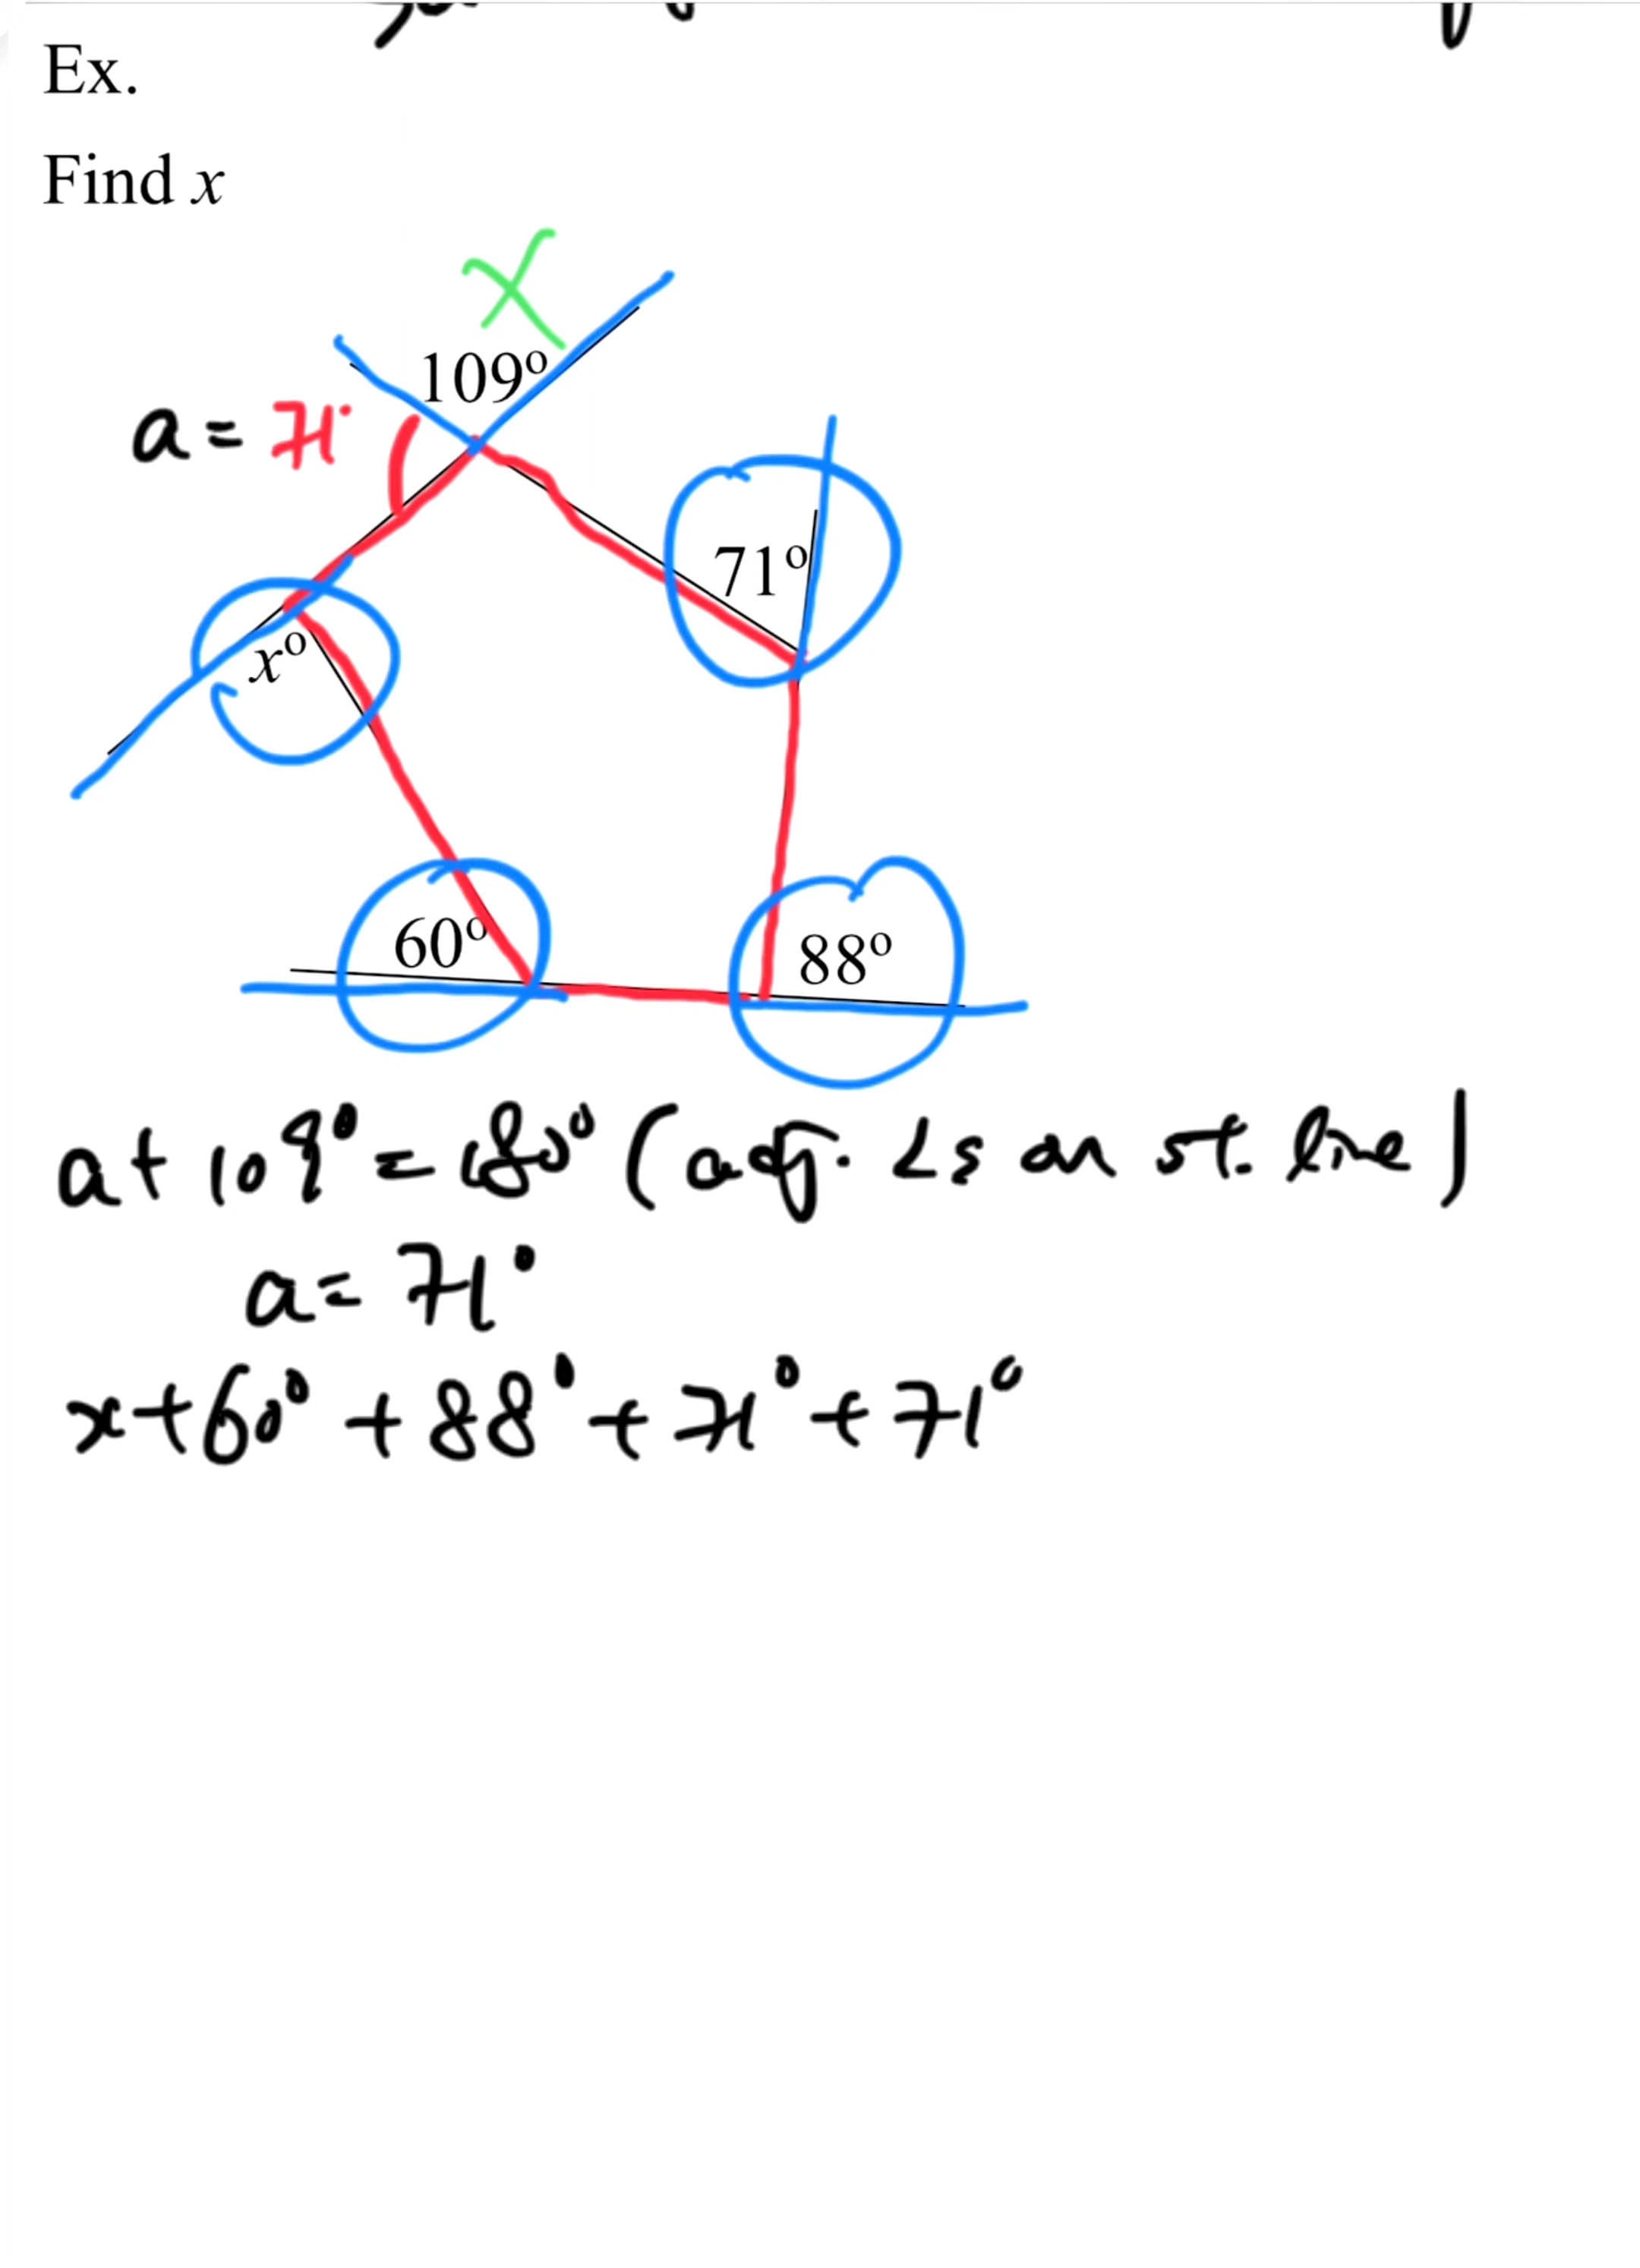 Ex.
Find x
X
109°
a = 71°
71°
x°
60°
88°
a + 109° = 180° (adj. ∠s on st. line)
a = 71°
x + 60° + 88° + 71° + 71°